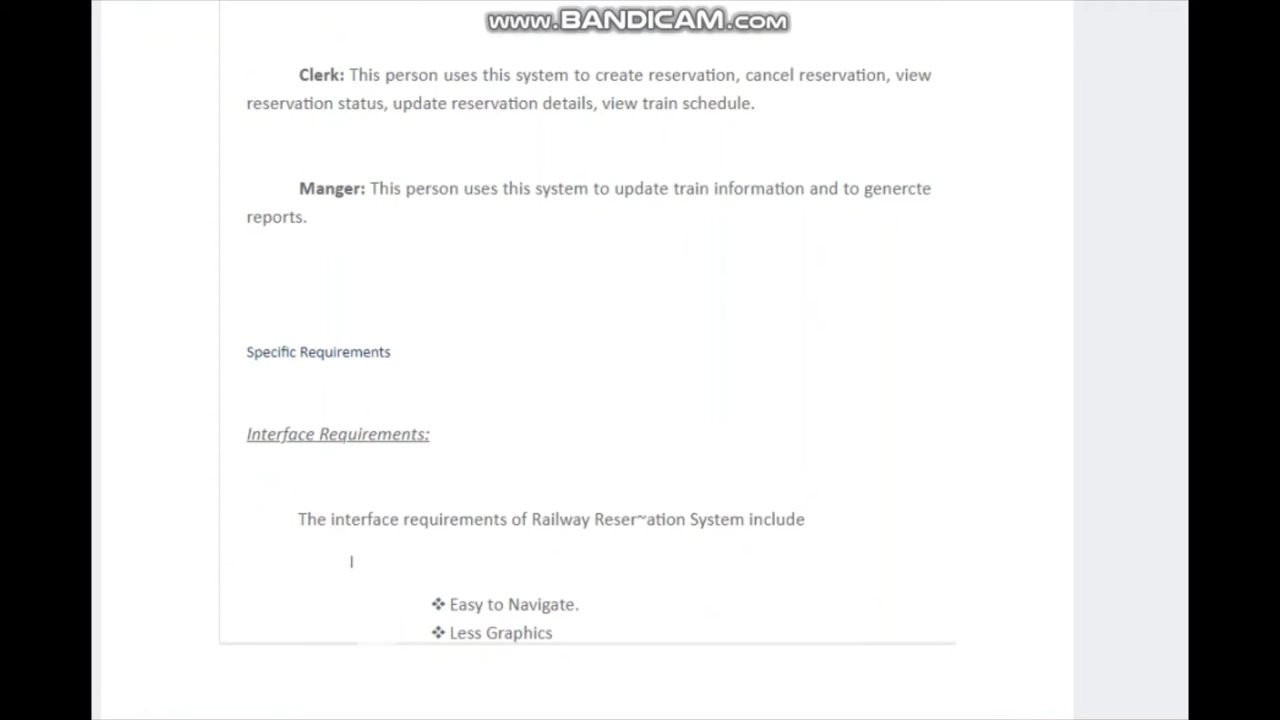 www.BANDICAM.com
Clerk: This person uses this system to create reservation, cancel reservation, view
reservation status, update reservation details, view train schedule.
Manger: This person uses this system to update train information and to genercte
reports.
Specific Requirements
Interface Requirements:
The interface requirements of Railway Reser~ation System include
❖ Easy to Navigate.
❖ Less Graphics